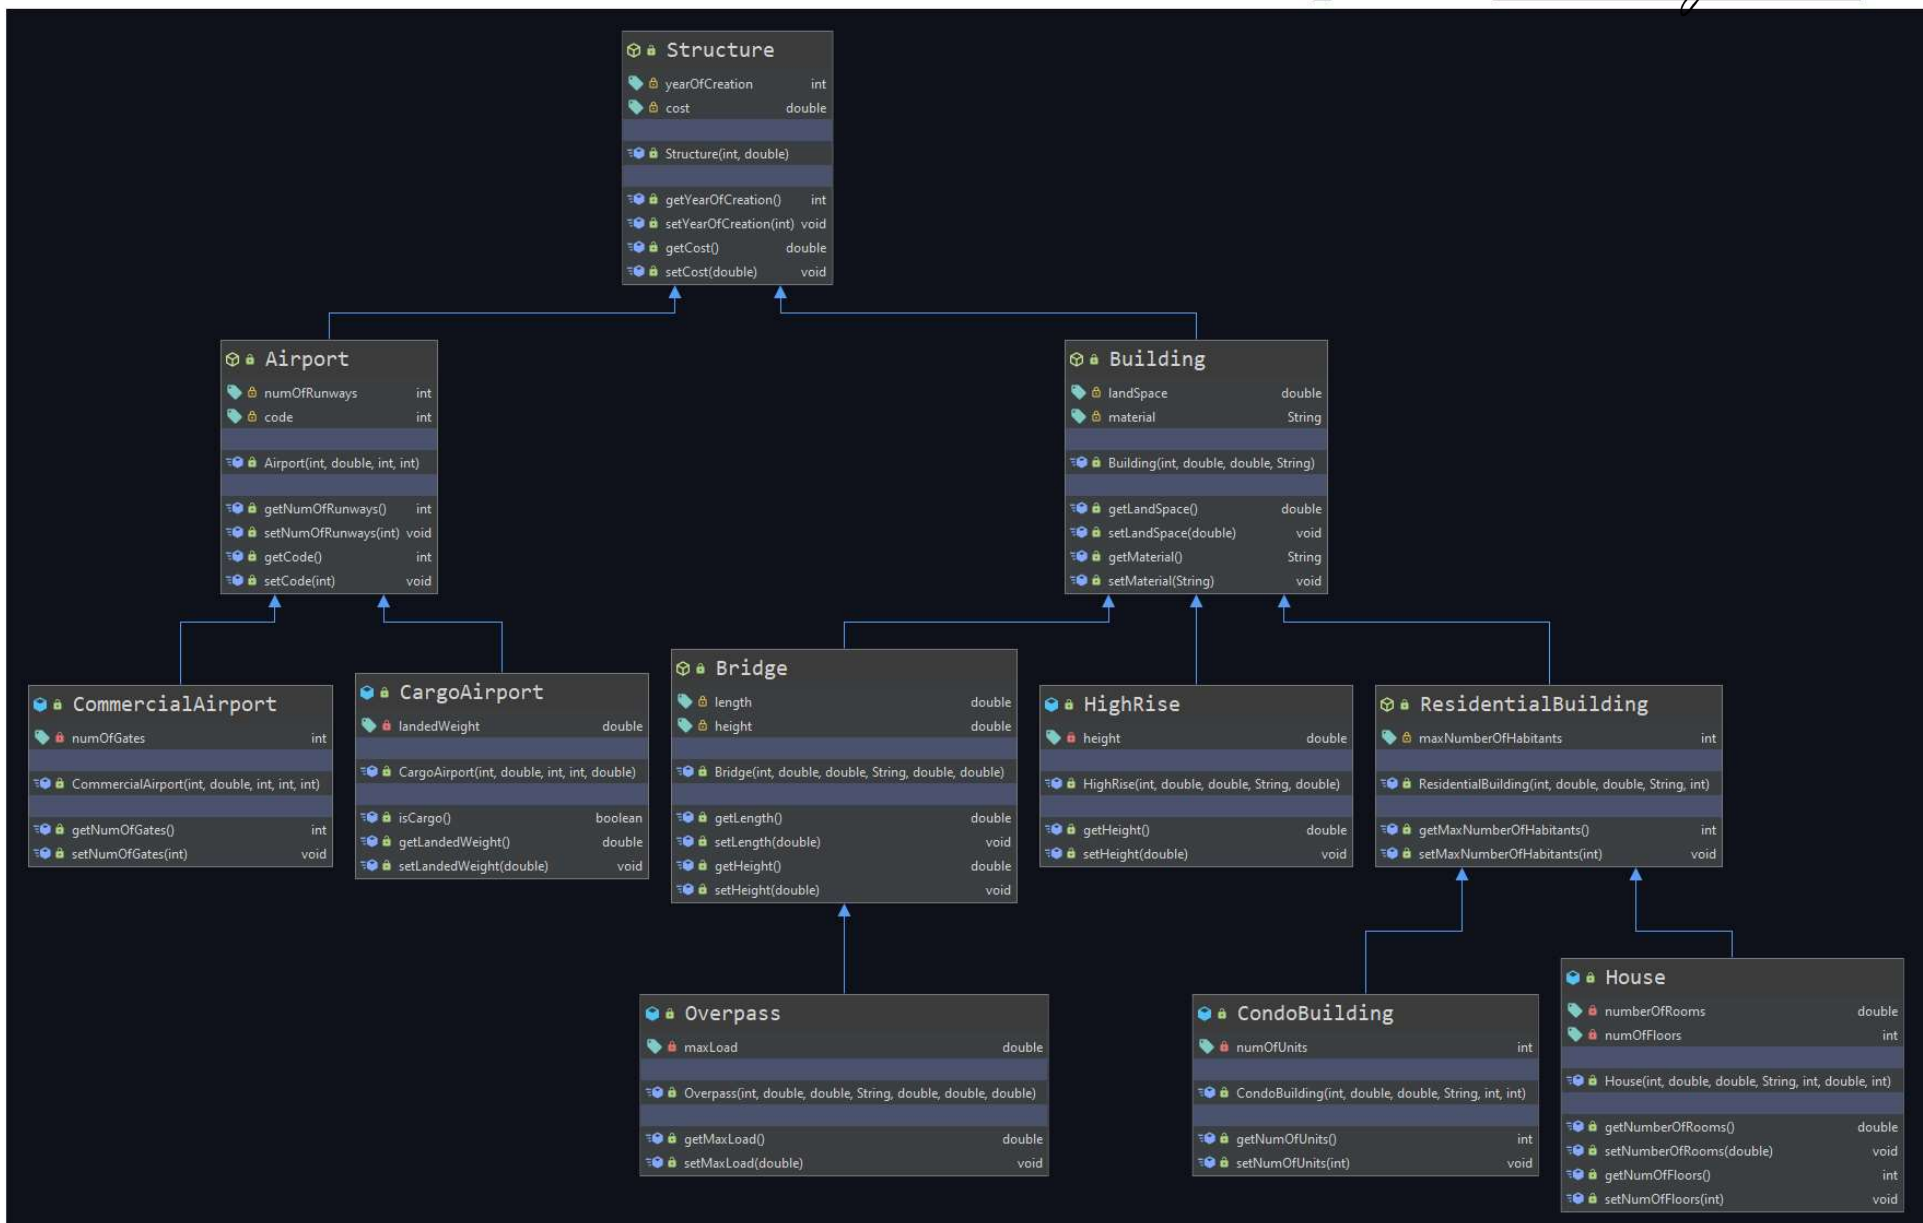 Structure
yearOfCreation int
cost double
Structure(int, double)
getYearOfCreation() int
setYearOfCreation(int) void
getCost() double
setCost(double) void
Airport
numOfRunways int
code int
Airport(int, double, int, int)
getNumOfRunways() int
setNumOfRunways(int) void
getCode() int
setCode(int) void
Building
landSpace double
material String
Building(int, double, double, String)
getLandSpace() double
setLandSpace(double) void
getMaterial() String
setMaterial(String) void
CommercialAirport
numOfGates int
CommercialAirport(int, double, int, int, int)
getNumOfGates() int
setNumOfGates(int) void
CargoAirport
landedWeight double
CargoAirport(int, double, int, int, double)
isCargo() boolean
getLandedWeight() double
setLandedWeight(double) void
Bridge
length double
height double
Bridge(int, double, double, String, double, double)
getLength() double
setLength(double) void
getHeight() double
setHeight(double) void
HighRise
height double
HighRise(int, double, double, String, double)
getHeight() double
setHeight(double) void
ResidentialBuilding
maxNumberOfHabitants int
ResidentialBuilding(int, double, double, String, int)
getMaxNumberOfHabitants() int
setMaxNumberOfHabitants(int) void
Overpass
maxLoad double
Overpass(int, double, double, String, double, double, double)
getMaxLoad() double
setMaxLoad(double) void
CondoBuilding
numOfUnits int
CondoBuilding(int, double, double, String, int, int)
getNumOfUnits() int
setNumOfUnits(int) void
House
numberOfRooms double
numOfFloors int
House(int, double, double, String, int, double, int)
getNumberOfRooms() double
setNumberOfRooms(double) void
getNumOfFloors() int
setNumOfFloors(int) void